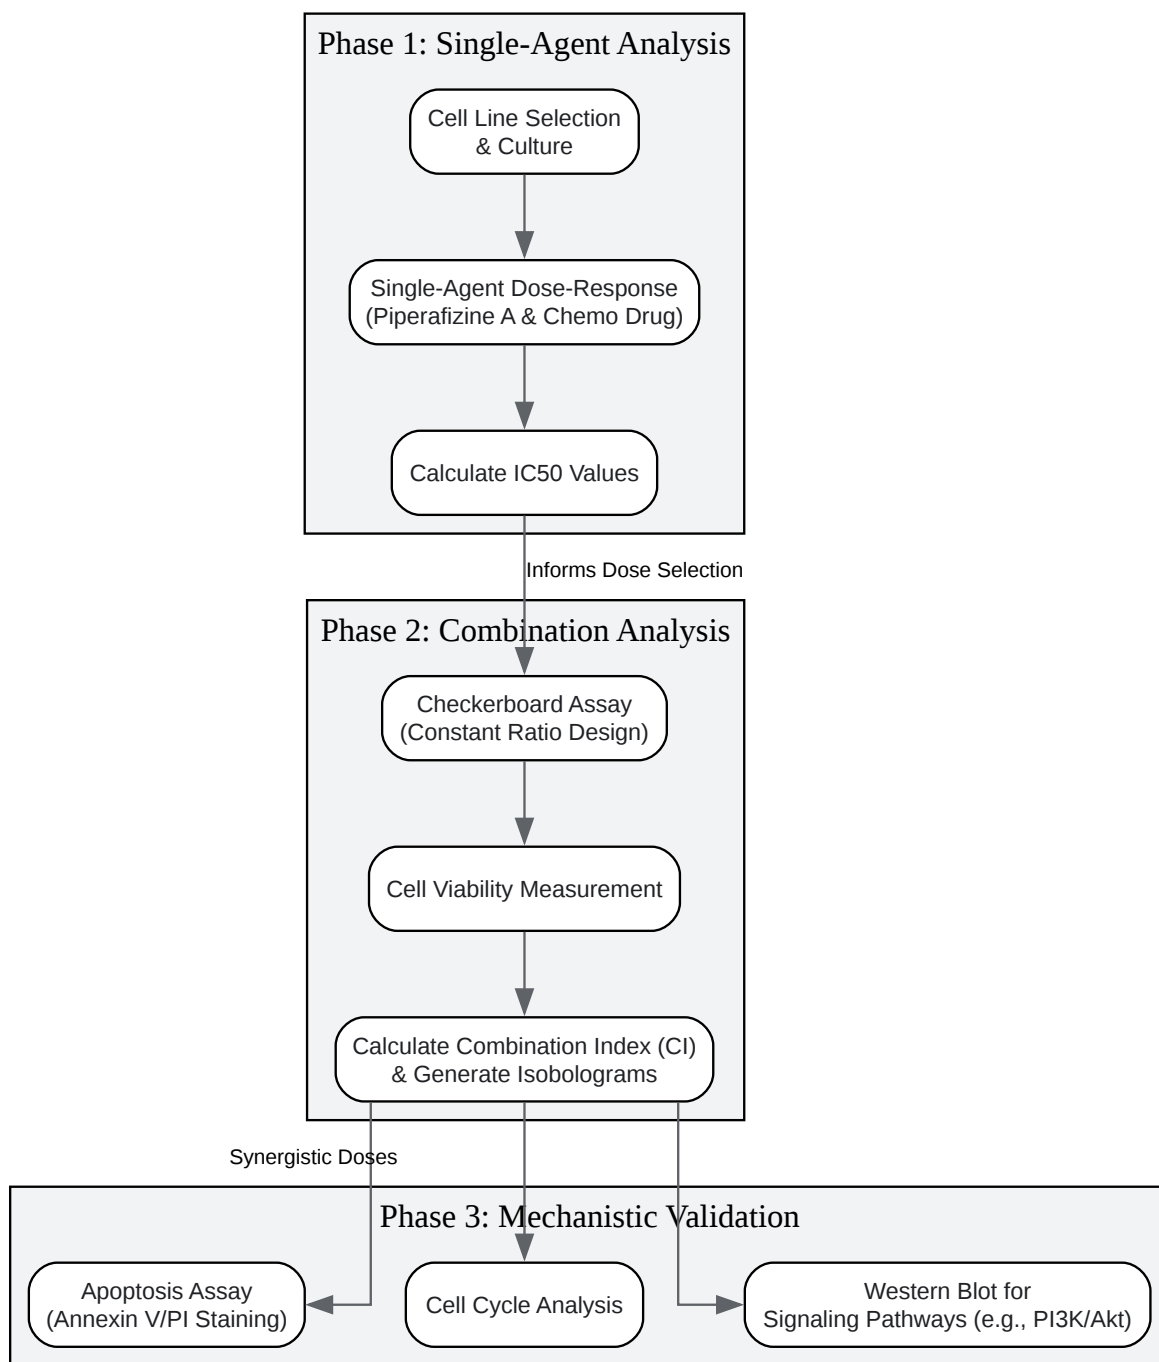 Phase 1: Single-Agent Analysis
Cell Line Selection
& Culture
Single-Agent Dose-Response
(Piperafizine A & Chemo Drug)
Calculate IC50 Values
Informs Dose Selection
Phase 2: Combination Analysis
Checkerboard Assay
(Constant Ratio Design)
Cell Viability Measurement
Calculate Combination Index (CI)
& Generate Isobolograms
Synergistic Doses
Phase 3: Mechanistic Validation
Apoptosis Assay
(Annexin V/PI Staining)
Cell Cycle Analysis
Western Blot for
Signaling Pathways (e.g., PI3K/Akt)